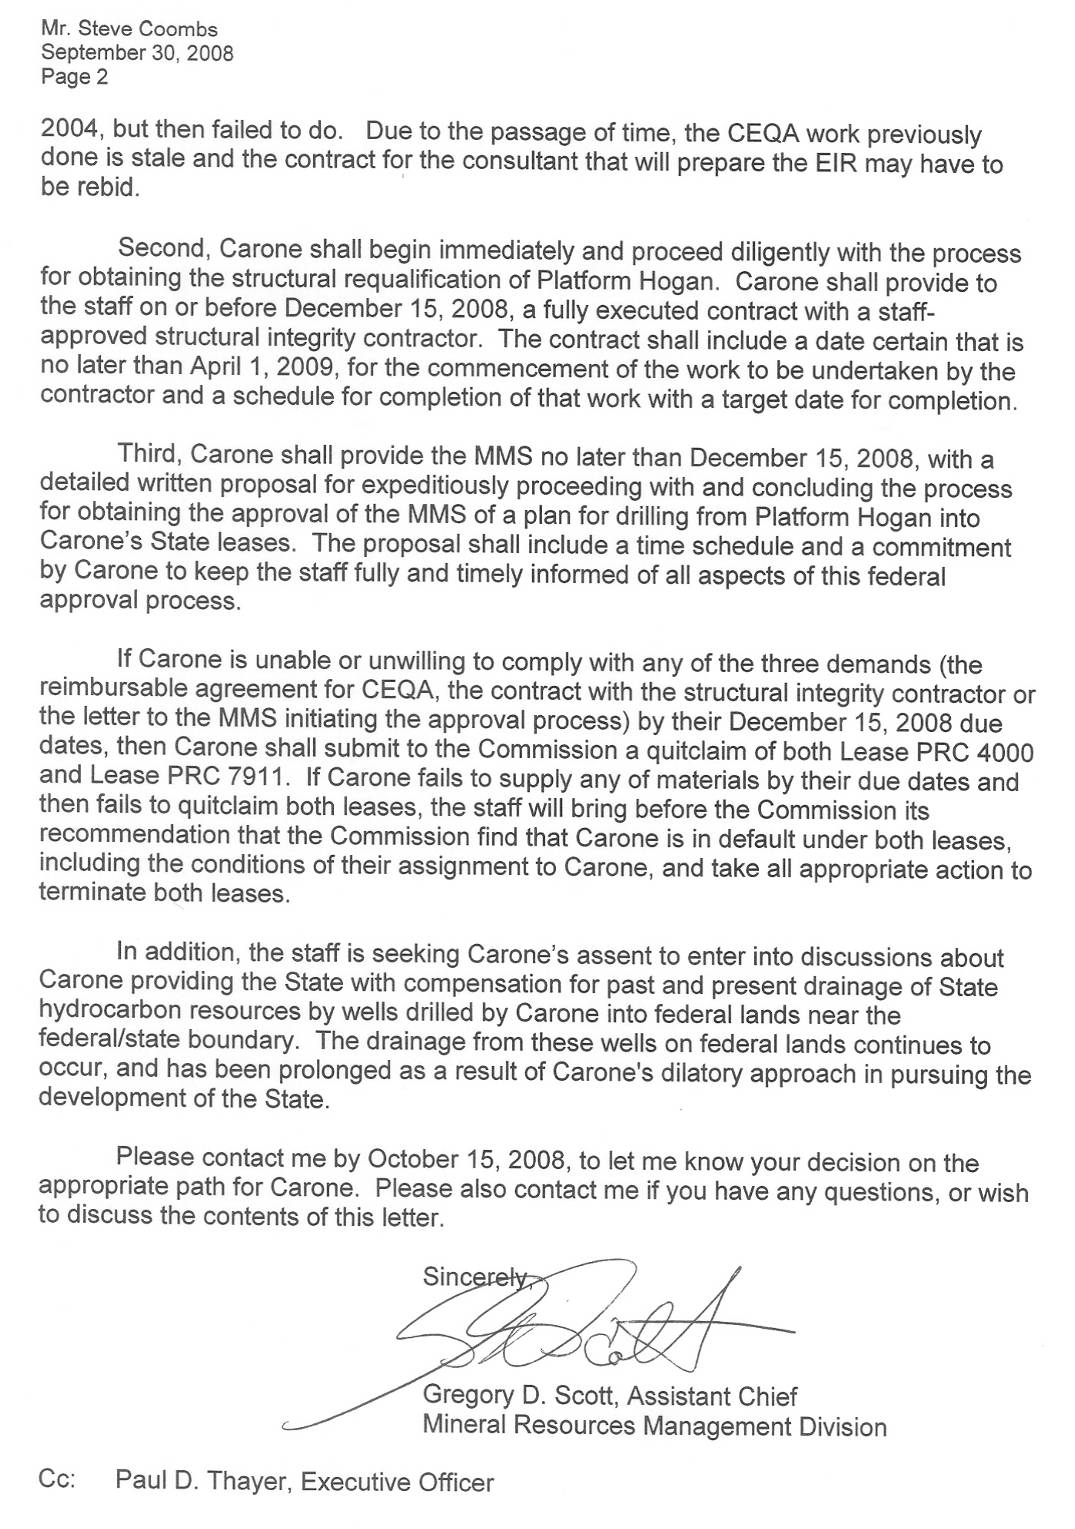 Mr. Steve Coombs
September 30, 2008
Page 2
2004, but then failed to do. Due to the passage of time, the CEQA work previously
done is stale and the contract for the consultant that will prepare the EIR may have to
be rebid.
Second, Carone shall begin immediately and proceed diligently with the process
for obtaining the structural requalification of Platform Hogan. Carone shall provide to
the staff on or before December 15, 2008, a fully executed contract with a staff-
approved structural integrity contractor. The contract shall include a date certain that is
no later than April 1, 2009, for the commencement of the work to be undertaken by the
contractor and a schedule for completion of that work with a target date for completion.
Third, Carone shall provide the MMS no later than December 15, 2008, with a
detailed written proposal for expeditiously proceeding with and concluding the process
for obtaining the approval of the MMS of a plan for drilling from Platform Hogan into
Carone's State leases. The proposal shall include a time schedule and a commitment
by Carone to keep the staff fully and timely informed of all aspects of this federal
approval process.
If Carone is unable or unwilling to comply with any of the three demands (the
reimbursable agreement for CEQA, the contract with the structural integrity contractor or
the letter to the MMS initiating the approval process) by their December 15, 2008 due
dates, then Carone shall submit to the Commission a quitclaim of both Lease PRC 4000
and Lease PRC 7911. If Carone fails to supply any of materials by their due dates and
then fails to quitclaim both leases, the staff will bring before the Commission its
recommendation that the Commission find that Carone is in default under both leases,
including the conditions of their assignment to Carone, and take all appropriate action to
terminate both leases.
In addition, the staff is seeking Carone's assent to enter into discussions about
Carone providing the State with compensation for past and present drainage of State
hydrocarbon resources by wells drilled by Carone into federal lands near the
federal/state boundary. The drainage from these wells on federal lands continues to
occur, and has been prolonged as a result of Carone's dilatory approach in pursuing the
development of the State.
Please contact me by October 15, 2008, to let me know your decision on the
appropriate path for Carone. Please also contact me if you have any questions, or wish
to discuss the contents of this letter.
Sincerely,
Gregory D. Scott, Assistant Chief
Mineral Resources Management Division
Cc: Paul D. Thayer, Executive Officer